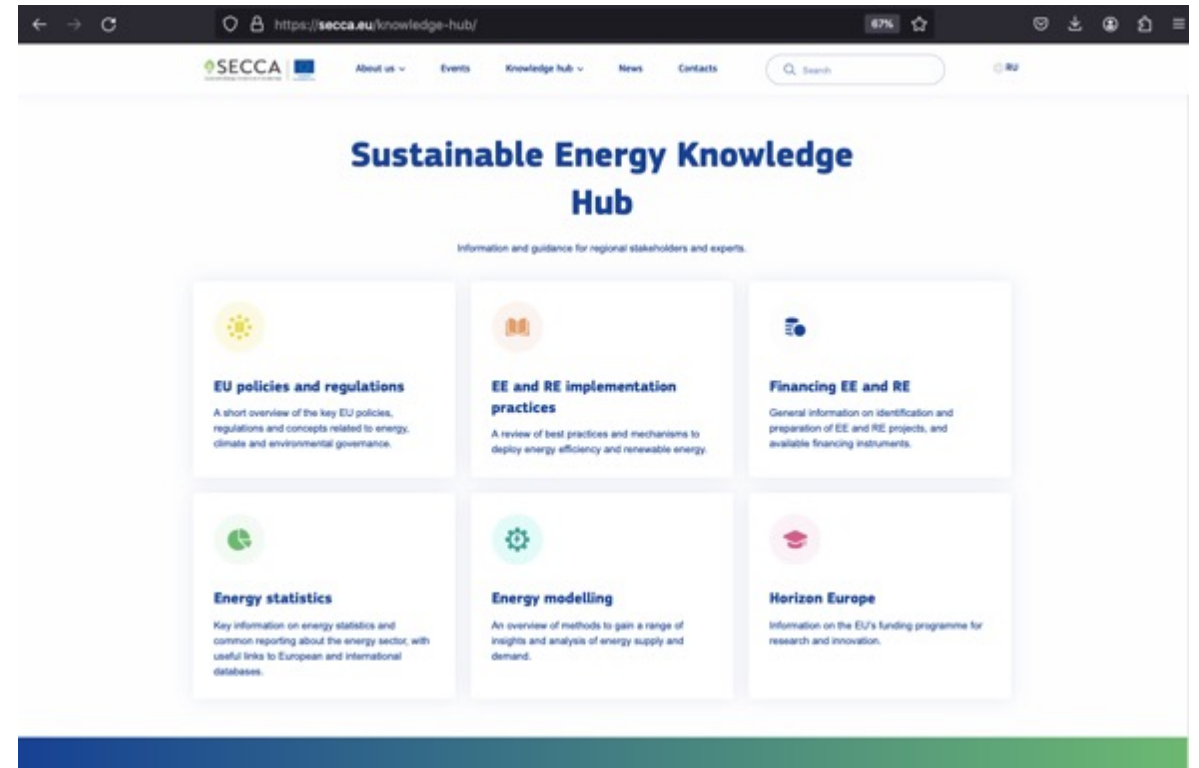 https://secca.eu/knowledge-hub/
67%
SECCA
About us
Events
Knowledge hub
News
Contacts
Search
RU
Sustainable Energy Knowledge
Hub
Information and guidance for regional stakeholders and experts.
EU policies and regulations
A short overview of the key EU policies,
regulations and concepts related to energy,
climate and environmental governance.
EE and RE implementation
practices
A review of best practices and mechanisms to
deploy energy efficiency and renewable energy.
Financing EE and RE
General information on identification and
preparation of EE and RE projects, and
available financing instruments.
Energy statistics
Key information on energy statistics and
common reporting about the energy sector, with
useful links to European and international
databases.
Energy modelling
An overview of methods to gain a range of
insights and analysis of energy supply and
demand.
Horizon Europe
Information on the EU's funding programme for
research and innovation.